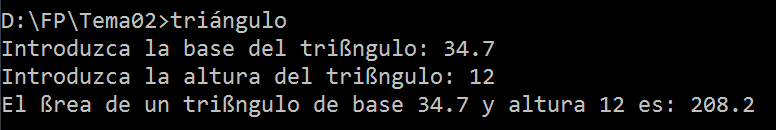 D:\FP\Tema02>triángulo
Introduzca la base del trißngulo: 34.7
Introduzca la altura del trißngulo: 12
El ßrea de un trißngulo de base 34.7 y altura 12 es: 208.2